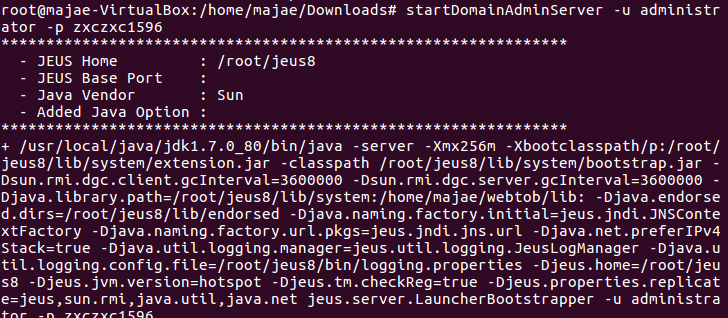 root@majae-VirtualBox:/home/majae/Downloads# startDomainAdminServer -u administr
ator -p zxczxc1596
******************************************************************
  - JEUS Home          : /root/jeus8
  - JEUS Base Port     :
  - Java Vendor        : Sun
  - Added Java Option :
******************************************************************
+ /usr/local/java/jdk1.7.0_80/bin/java -server -Xmx256m -Xbootclasspath/p:/root/
jeus8/lib/system/extension.jar -classpath /root/jeus8/lib/system/bootstrap.jar -
Dsun.rmi.dgc.client.gcInterval=3600000 -Dsun.rmi.dgc.server.gcInterval=3600000 -
Djava.library.path=/root/jeus8/lib/system:/home/majae/webtob/lib: -Djava.endorse
d.dirs=/root/jeus8/lib/endorsed -Djava.naming.factory.initial=jeus.jndi.JNSConte
xtFactory -Djava.naming.factory.url.pkgs=jeus.jndi.jns.url -Djava.net.preferIPv4
Stack=true -Djava.util.logging.manager=jeus.util.logging.JeusLogManager -Djava.u
til.logging.config.file=/root/jeus8/bin/logging.properties -Djeus.home=/root/jeu
s8 -Djeus.jvm.version=hotspot -Djeus.tm.checkReg=true -Djeus.properties.replicat
e=jeus,sun.rmi,java.util,java.net jeus.server.LauncherBootstrapper -u administra
tor -p zxczxc1596